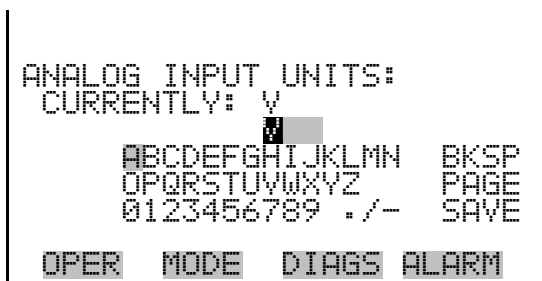 ANALOG INPUT UNITS:
CURRENTLY: V
V
ABCDEFGHIJKLMN BKSP
OPQRSTUVWXYZ PAGE
0123456789 ./- SAVE
OPER MODE DIAGS ALARM